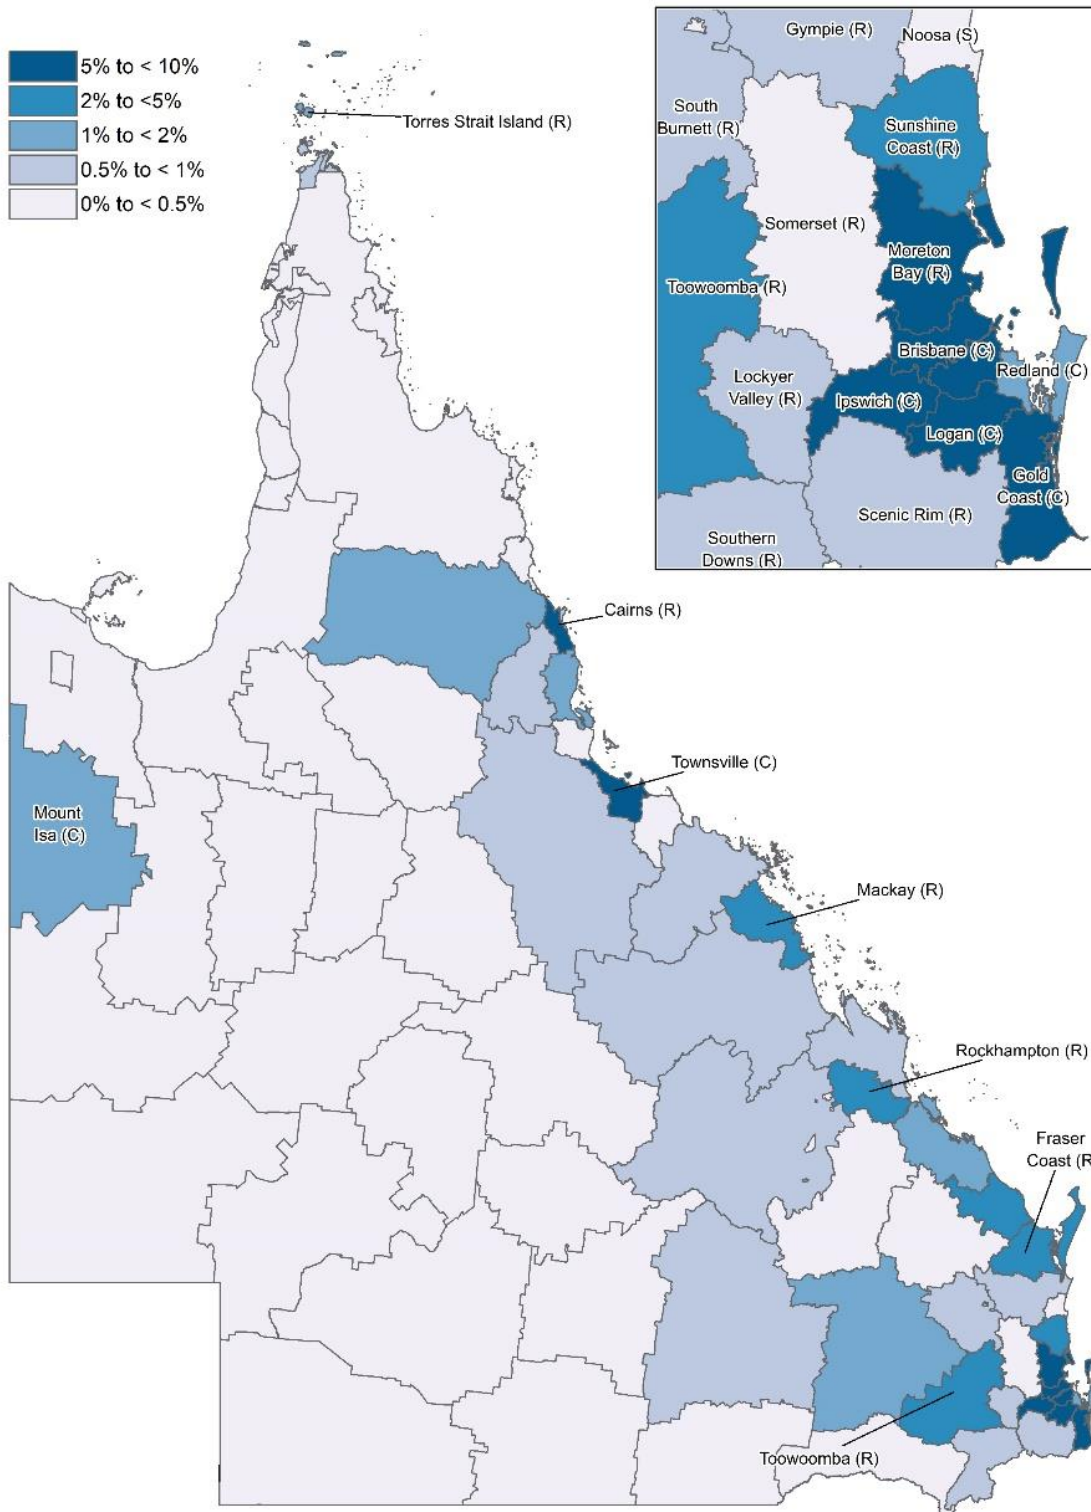 5% to < 10%
2% to <5%
1% to < 2%
0.5% to < 1%
0% to < 0.5%
Torres Strait Island (R)
Gympie (R)
Noosa (S)
South
Burnett (R)
Sunshine
Coast (R)
Somerset (R)
Moreton
Bay (R)
Toowoomba (R)
Brisbane (C)
Redland (C)
Lockyer
Valley (R)
Ipswich (C)
Logan (C)
Gold
Coast (C)
Scenic Rim (R)
Southern
Downs (R)
Cairns (R)
Townsville (C)
Mount
Isa (C)
Mackay (R)
Rockhampton (R)
Fraser
Coast (R
Toowoomba (R)